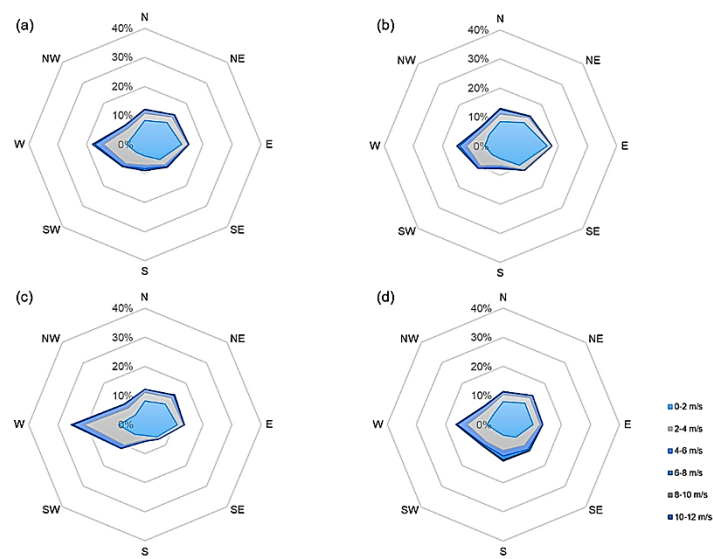 (a)
N
40%
30%
20%
10%
0%
NW
NE
W
E
SW
SE
S
(b)
N
40%
30%
20%
10%
0%
NW
NE
W
E
SW
SE
S
(c)
N
40%
30%
20%
10%
0%
NW
NE
W
E
SW
SE
S
(d)
N
40%
30%
20%
10%
0%
NW
NE
W
E
SW
SE
S
0-2 m/s
2-4 m/s
4-6 m/s
6-8 m/s
8-10 m/s
10-12 m/s